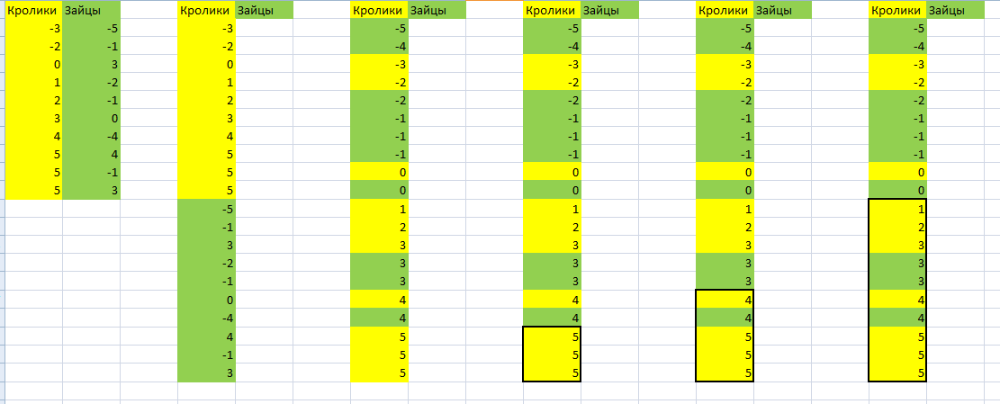 Кролики Зайцы Кролики Зайцы Кролики Зайцы Кролики Зайцы Кролики Зайцы Кролики Зайцы
-3 -5 -3 -5 -5 -5 -5
-2 -1 -2 -4 -4 -4 -4
0 3 0 -3 -3 -3 -3
1 -2 1 -2 -2 -2 -2
2 -1 2 -2 -2 -2 -2
3 0 3 -1 -1 -1 -1
4 -4 4 -1 -1 -1 -1
5 4 5 -1 -1 -1 -1
5 -1 5 0 0 0 0
5 3 5 0 0 0 0
-5 1 1 1 1
-1 2 2 2 2
3 3 3 3 3
-2 3 3 3 3
-1 3 3 3 3
0 4 4 4 4
-4 4 4 4 4
4 5 5 5 5
-1 5 5 5 5
3 5 5 5 5